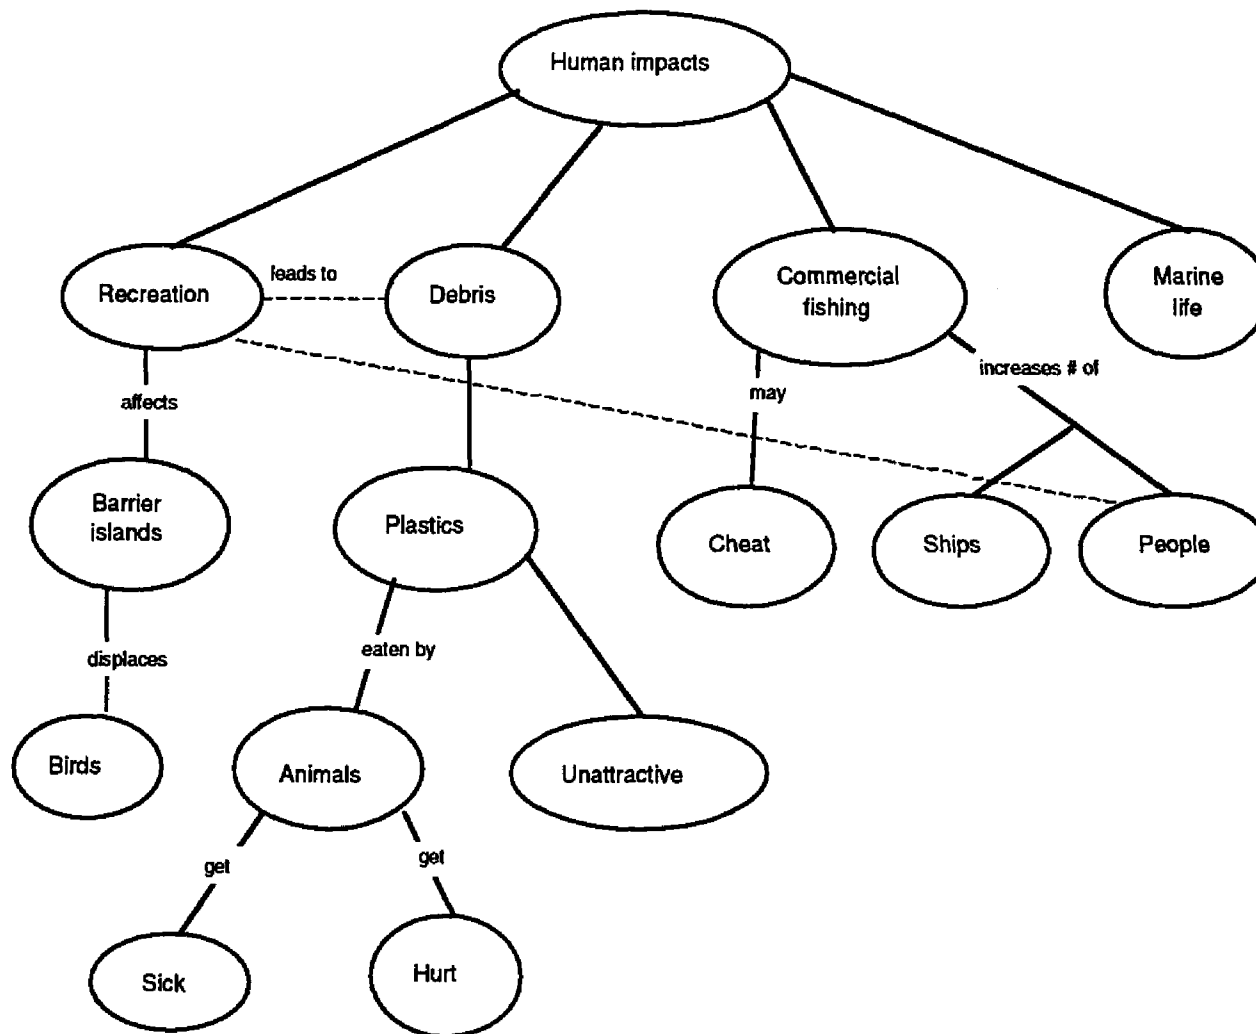 Human impacts
Recreation
leads to
Debris
Commercial
fishing
Marine
life
affects
may
increases # of
Barrier
islands
Plastics
Cheat
Ships
People
displaces
eaten by
Birds
Animals
Unattractive
get
get
Sick
Hurt